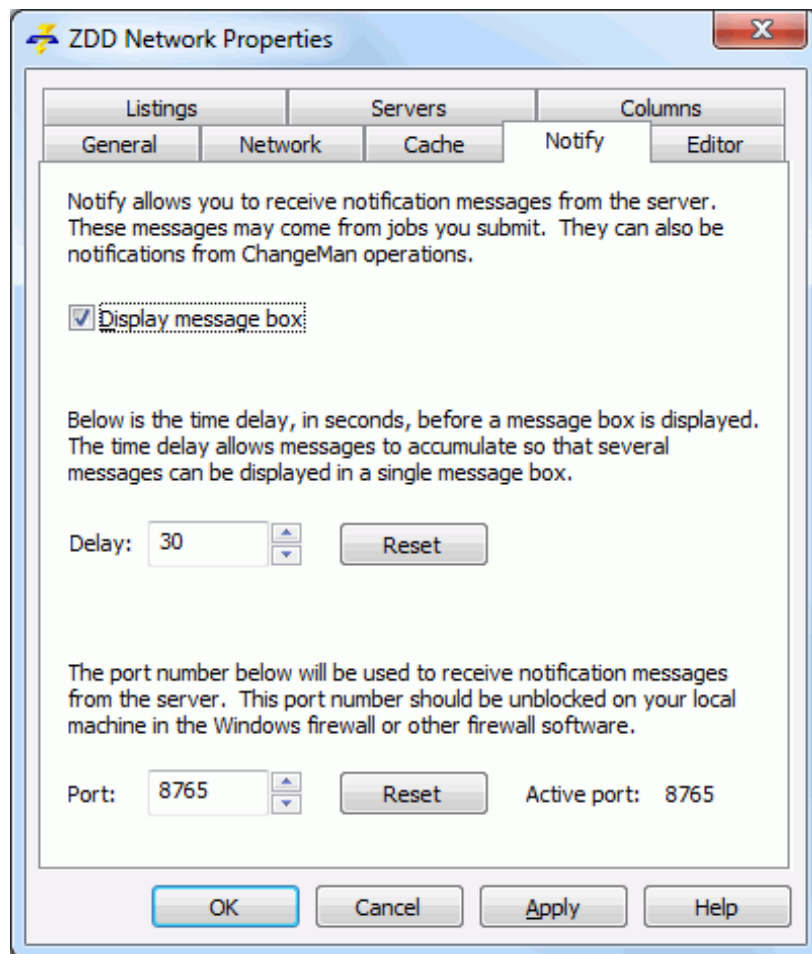 ZDD Network Properties
X
Listings Servers Columns
General Network Cache Notify Editor
Notify allows you to receive notification messages from the server.
These messages may come from jobs you submit.  They can also be
notifications from ChangeMan operations.
Display message box
Below is the time delay, in seconds, before a message box is displayed.
The time delay allows messages to accumulate so that several
messages can be displayed in a single message box.
Delay: 30 Reset
The port number below will be used to receive notification messages
from the server.  This port number should be unblocked on your local
machine in the Windows firewall or other firewall software.
Port: 8765 Reset Active port: 8765
OK Cancel Apply Help